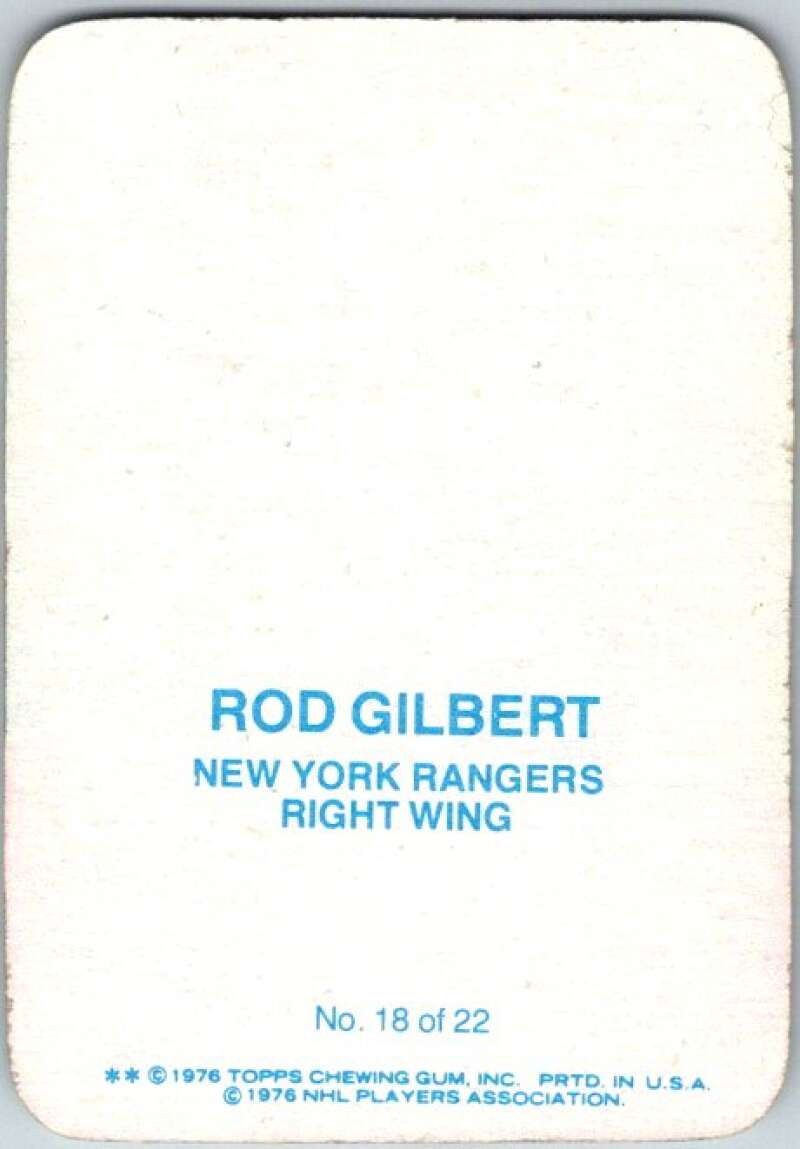 ROD GILBERT
NEW YORK RANGERS
RIGHT WING
No. 18 of 22
** © 1976 TOPPS CHEWING GUM, INC. PRTD. IN U.S.A.
© 1976 NHL PLAYERS ASSOCIATION.